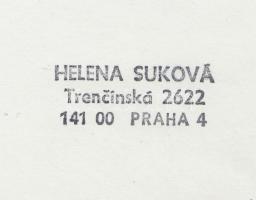 HELENA SUKOVÁ
Trenčínská 2622
141 00 PRAHA 4